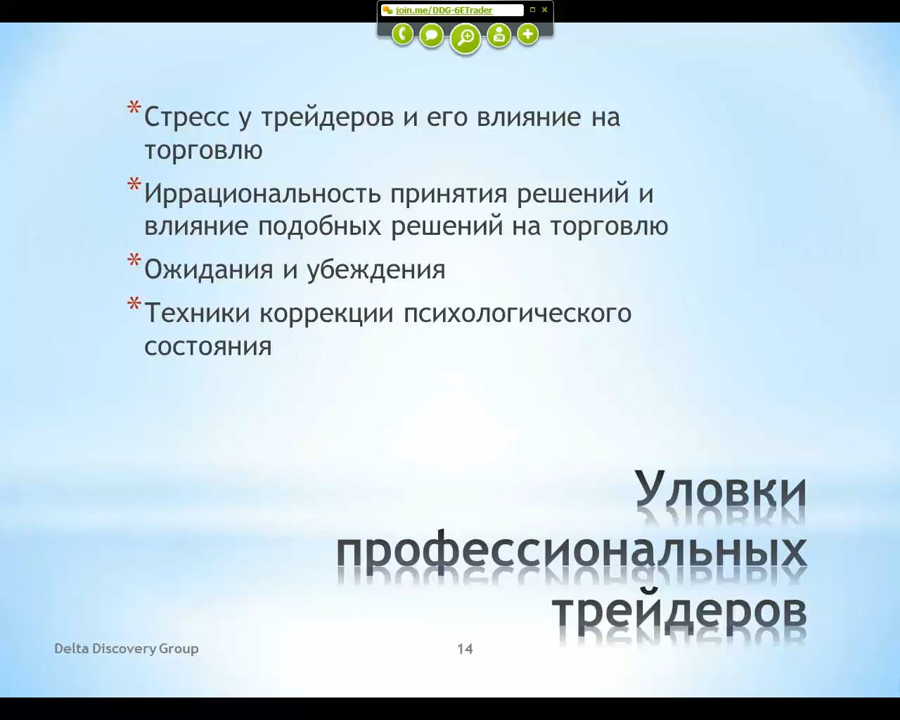 join.me/DDG-6ETrader
* Стресс у трейдеров и его влияние на
торговлю
* Иррациональность принятия решений и
влияние подобных решений на торговлю
* Ожидания и убеждения
* Техники коррекции психологического
состояния
Уловки
профессиональных
трейдеров
Delta Discovery Group
14